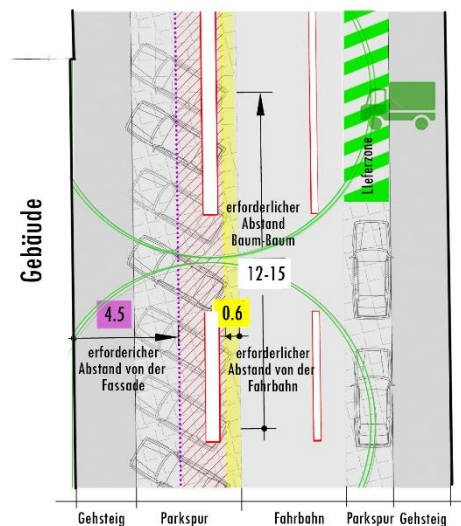 Gebäude
Lieferzone
erforderlicher
Abstand
Baum-Baum
12-15
4.5
0.6
erfordericher
Abstand von der
Fassade
erforderlicher
Abstand von der
Fahrbahn
Gehsteig
Parkspur
Fahrbahn
Parkspur
Gehsteig